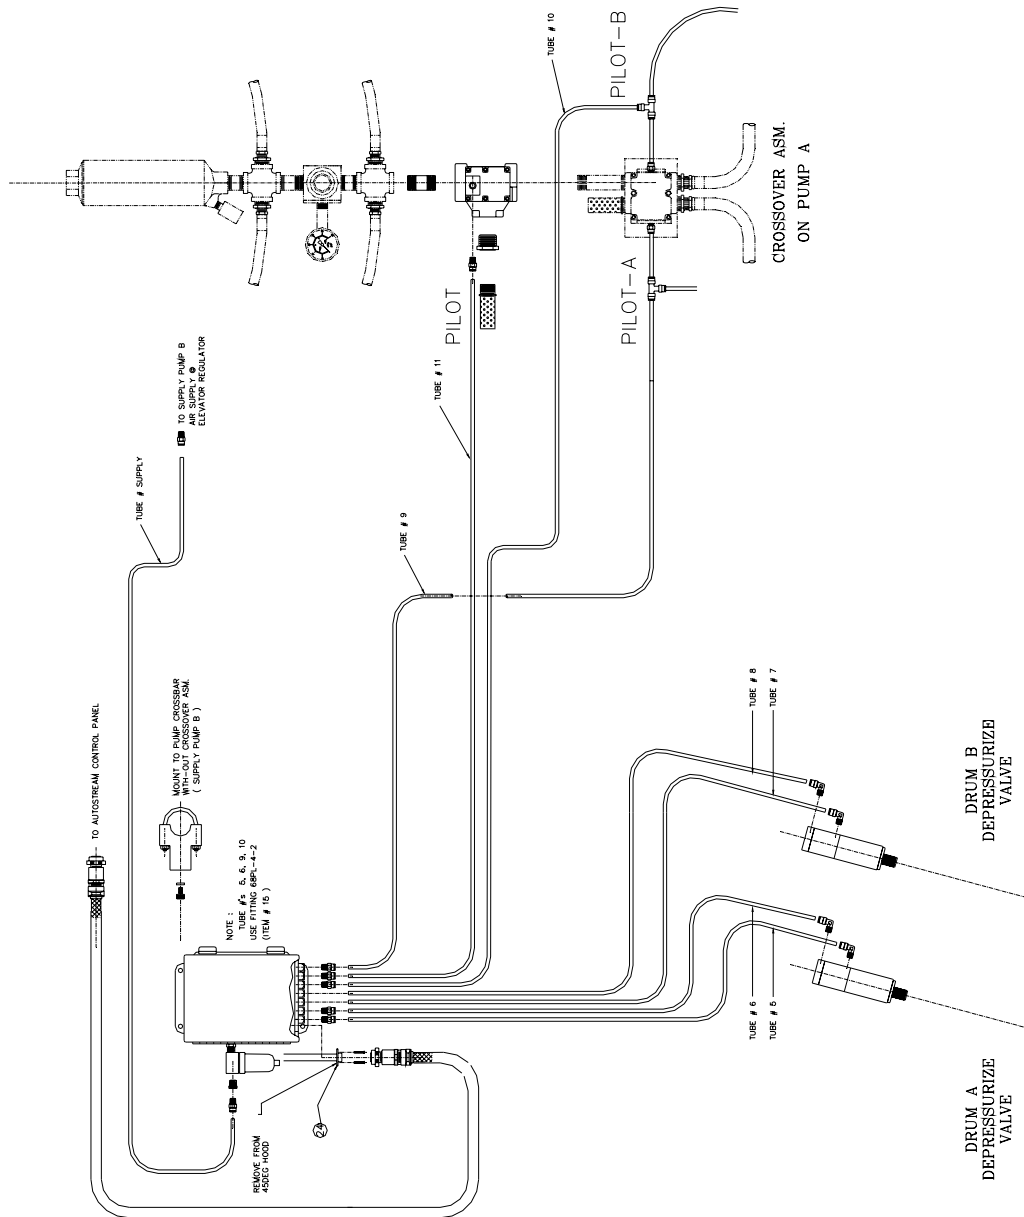 TUBE # 10
PILOT-B
CROSSOVER ASM.
ON PUMP A
PILOT-A
PILOT
TUBE # 11
TO SUPPLY PUMP B
AIR SUPPLY @
ELEVATOR REGULATOR
TUBE # SUPPLY
TUBE # 9
TO AUTOSTREAM CONTROL PANEL
MOUNT TO PUMP CROSSBAR
WITH-OUT CROSSOVER ASM.
( SUPPLY PUMP B )
NOTE :
TUBE #'s 5, 6, 9, 10
USE FITTING 68PL-4-2
(ITEM # 15 )
TUBE # 8
TUBE # 7
DRUM B
DEPRESSURIZE
VALVE
TUBE # 6
TUBE # 5
DRUM A
DEPRESSURIZE
VALVE
REMOVE FROM
45DEG HOOD
24